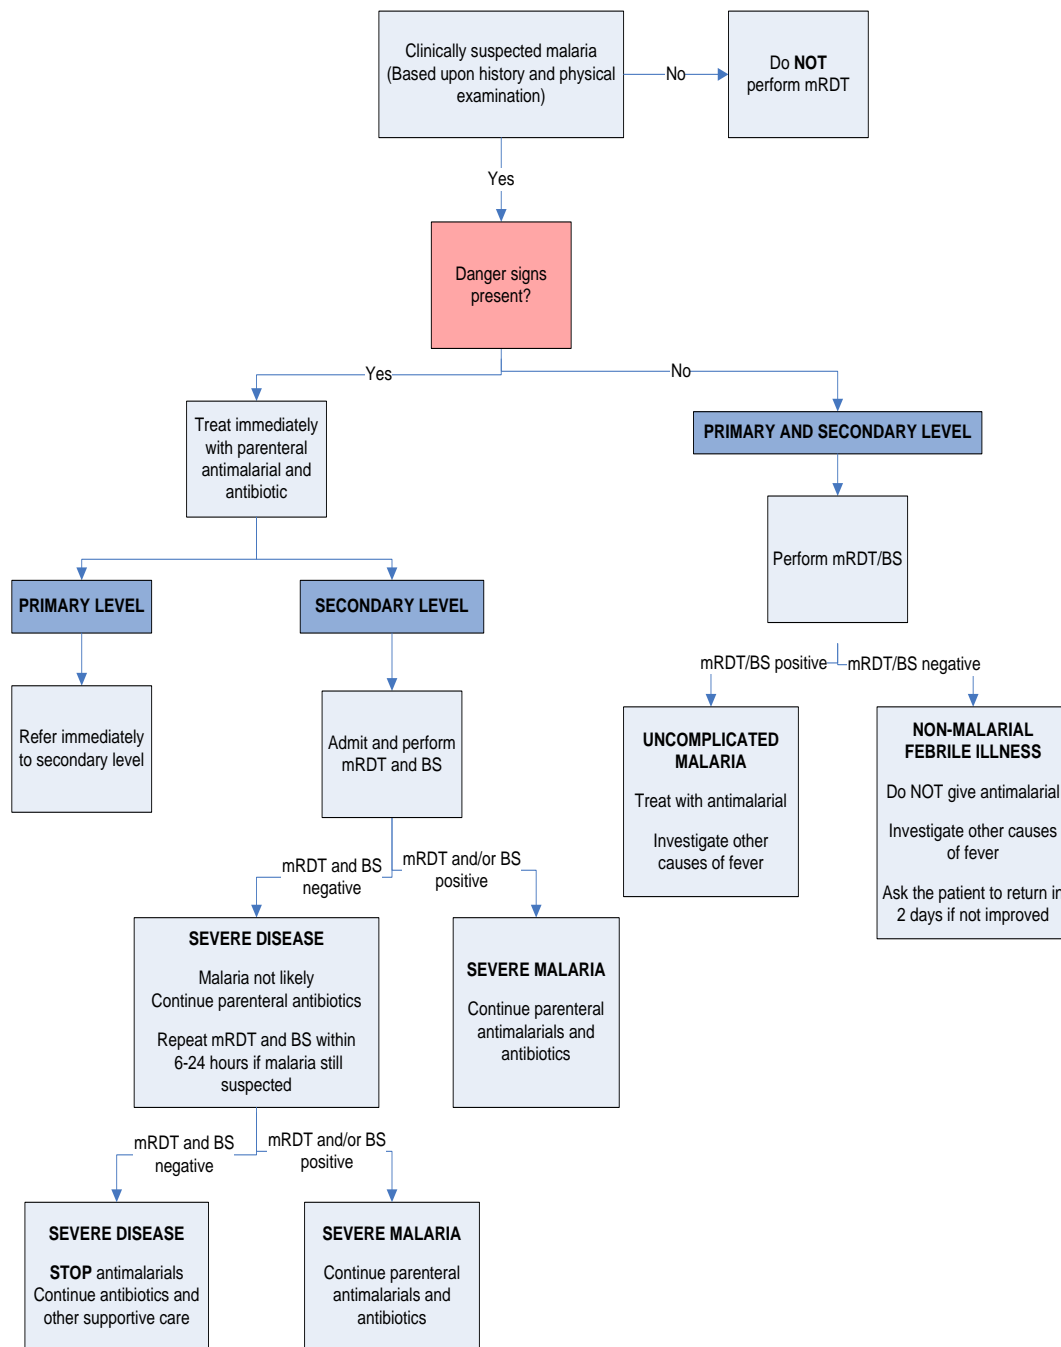 Clinically suspected malaria
(Based upon history and physical
examination)
No
Do NOT
perform mRDT
Yes
Danger signs
present?
Yes
No
Treat immediately
with parenteral
antimalarial and
antibiotic
PRIMARY AND SECONDARY LEVEL
Perform mRDT/BS
PRIMARY LEVEL
SECONDARY LEVEL
mRDT/BS positive
mRDT/BS negative
Refer immediately
to secondary level
Admit and perform
mRDT and BS
UNCOMPLICATED
MALARIA
Treat with antimalarial
Investigate other
causes of fever
NON-MALARIAL
FEBRILE ILLNESS
Do NOT give antimalarial
Investigate other causes
of fever
Ask the patient to return in
2 days if not improved
mRDT and BS
negative
mRDT and/or BS
positive
SEVERE DISEASE
Malaria not likely
Continue parenteral antibiotics
Repeat mRDT and BS within
6-24 hours if malaria still
suspected
SEVERE MALARIA
Continue parenteral
antimalarials and
antibiotics
mRDT and BS
negative
mRDT and/or BS
positive
SEVERE DISEASE
STOP antimalarials
Continue antibiotics and
other supportive care
SEVERE MALARIA
Continue parenteral
antimalarials and
antibiotics